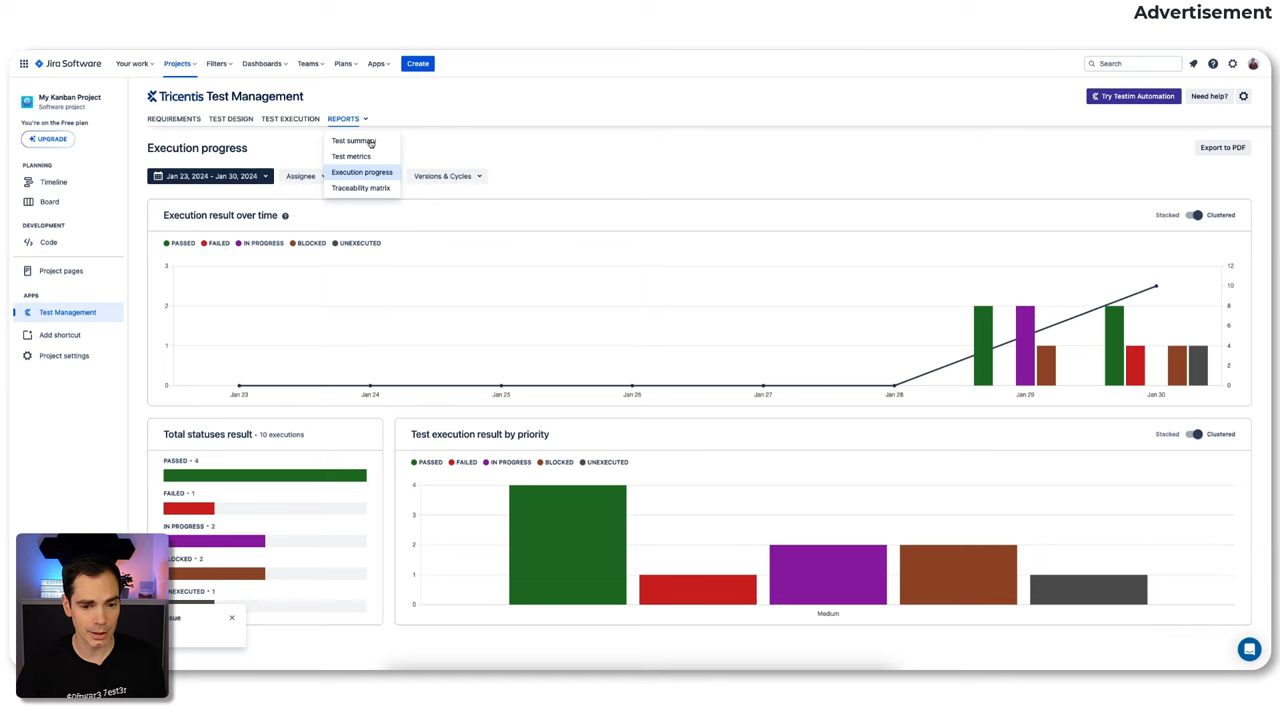 Advertisement
Jira Software Your work Projects Filters Dashboards Teams Plans Apps Create Search
My Kanban Project
Software project
You're on the Free plan
UPGRADE
PLANNING
Timeline
Board
DEVELOPMENT
Code
Project pages
APPS
Test Management
Add shortcut
Project settings
Tricentis Test Management
Try Testim Automation Need help?
REQUIREMENTS TEST DESIGN TEST EXECUTION REPORTS
Test summary
Test metrics
Execution progress
Traceability matrix
Execution progress
Export to PDF
Jan 23, 2024 - Jan 30, 2024 Assignee Versions & Cycles
Execution result over time
Stacked Clustered
PASSED FAILED IN PROGRESS BLOCKED UNEXECUTED
3
2
1
0
12
10
8
6
4
2
0
Jan 23 Jan 24 Jan 25 Jan 26 Jan 27 Jan 28 Jan 29 Jan 30
Total statuses result • 10 executions
PASSED • 4
FAILED • 1
IN PROGRESS • 2
LOCKED • 2
NEXECUTED • 1
sue
Test execution result by priority
Stacked Clustered
PASSED FAILED IN PROGRESS BLOCKED UNEXECUTED
4
3
2
1
0
Medium
$0ftwar3 7est3r